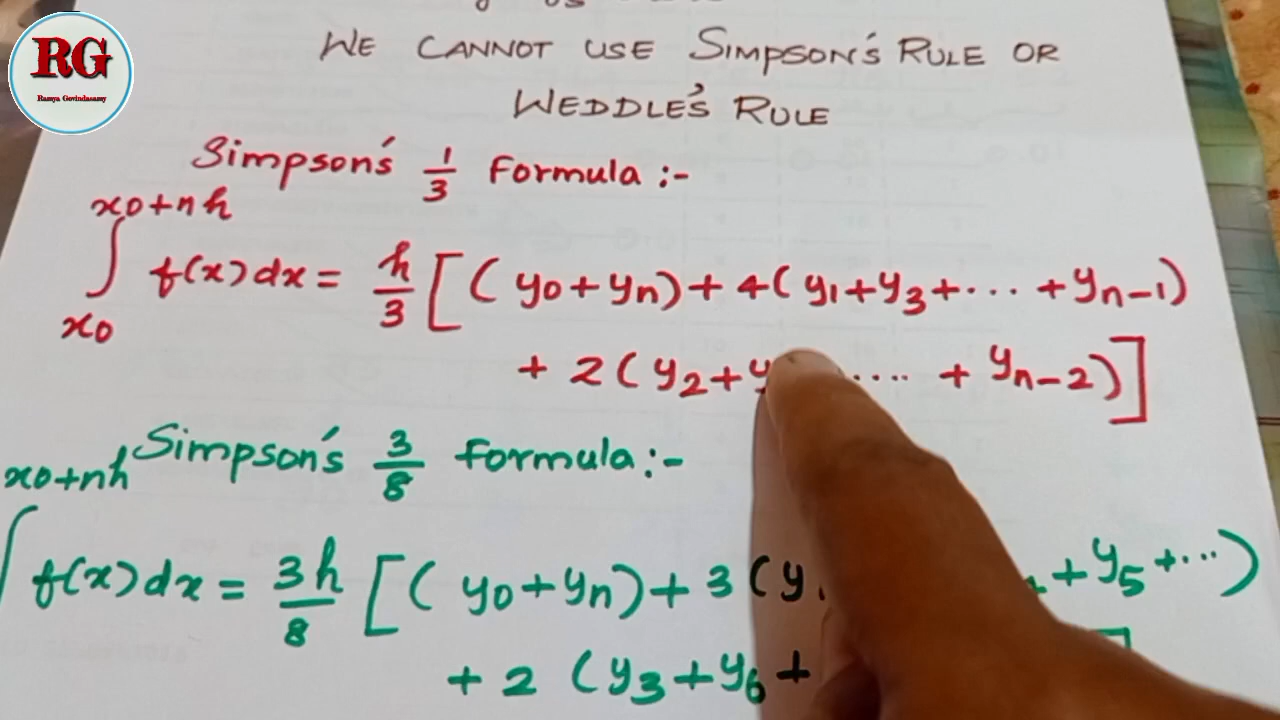 RG
Ramya Govindasamy
WE CANNOT USE SIMPSON'S RULE OR
WEDDLE'S RULE
Simpson's 1/3 Formula :-
x0+nh
∫ f(x) dx = h/3 [ ( y0 + yn ) + 4 ( y1 + y3 + ... + yn-1 )
x0
+ 2 ( y2 + .... + yn-2 ) ]
Simpson's 3/8 Formula :-
x0+nh
∫ f(x) dx = 3h/8 [ ( y0 + yn ) + 3 ( + y5 + ... )
+ 2 ( y3 + y6 +